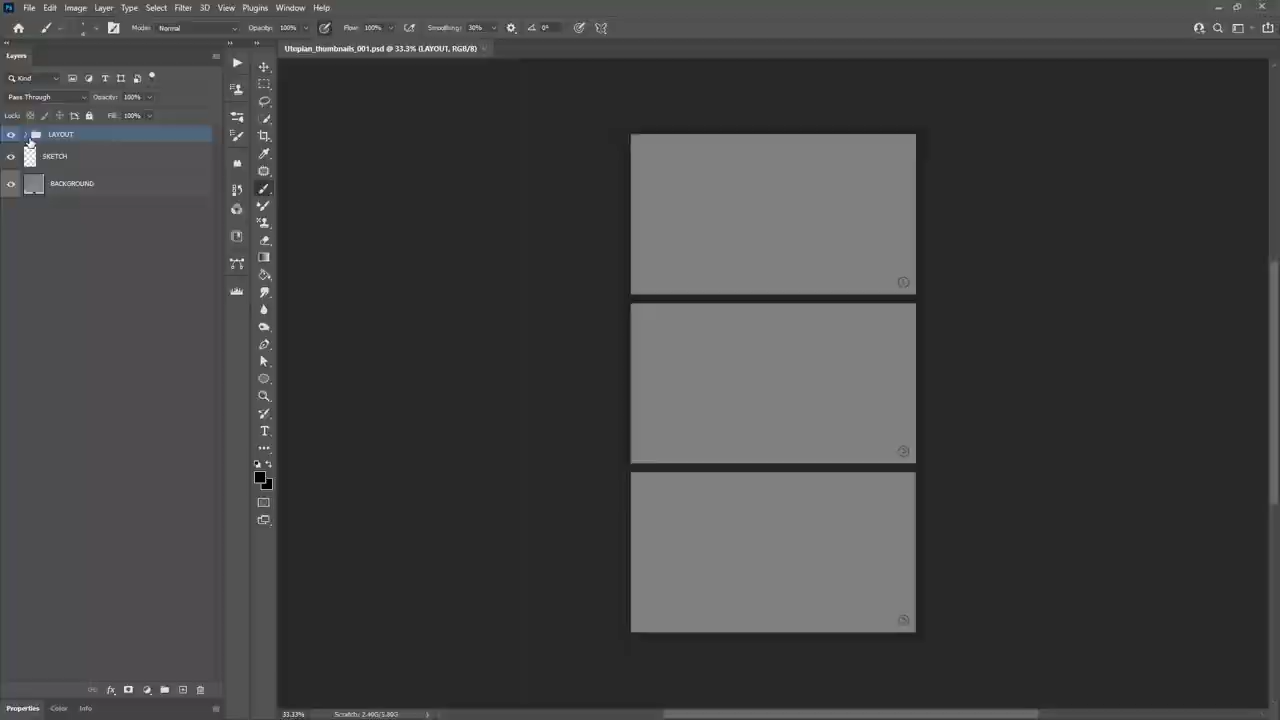 Ps File Edit Image Layer Type Select Filter 3D View Plugins Window Help
Mode: Normal Opacity: 100% Flow: 100% Smoothing: 30% 0°
Layers
Utopian_thumbnails_001.psd @ 33.3% (LAYOUT, RGB/8)
Kind
Pass Through Opacity: 100%
Lock: Fill: 100%
LAYOUT
SKETCH
BACKGROUND
Properties Color Info
33.33%